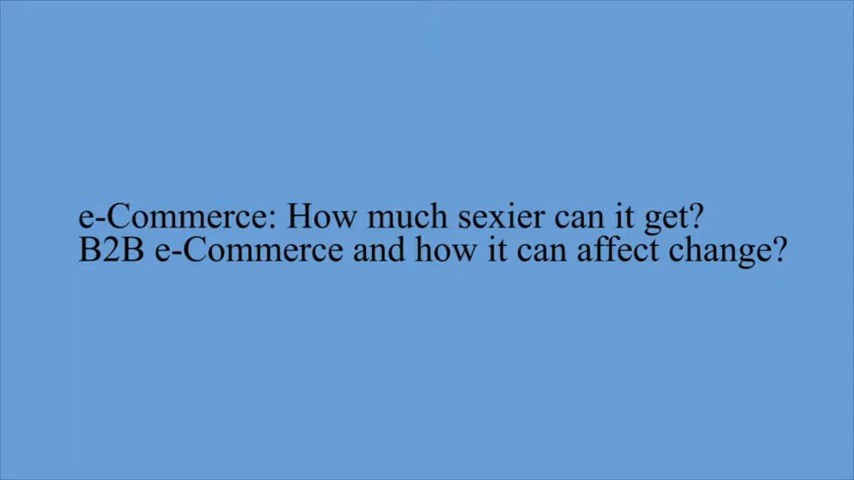 e-Commerce: How much sexier can it get?
B2B e-Commerce and how it can affect change?